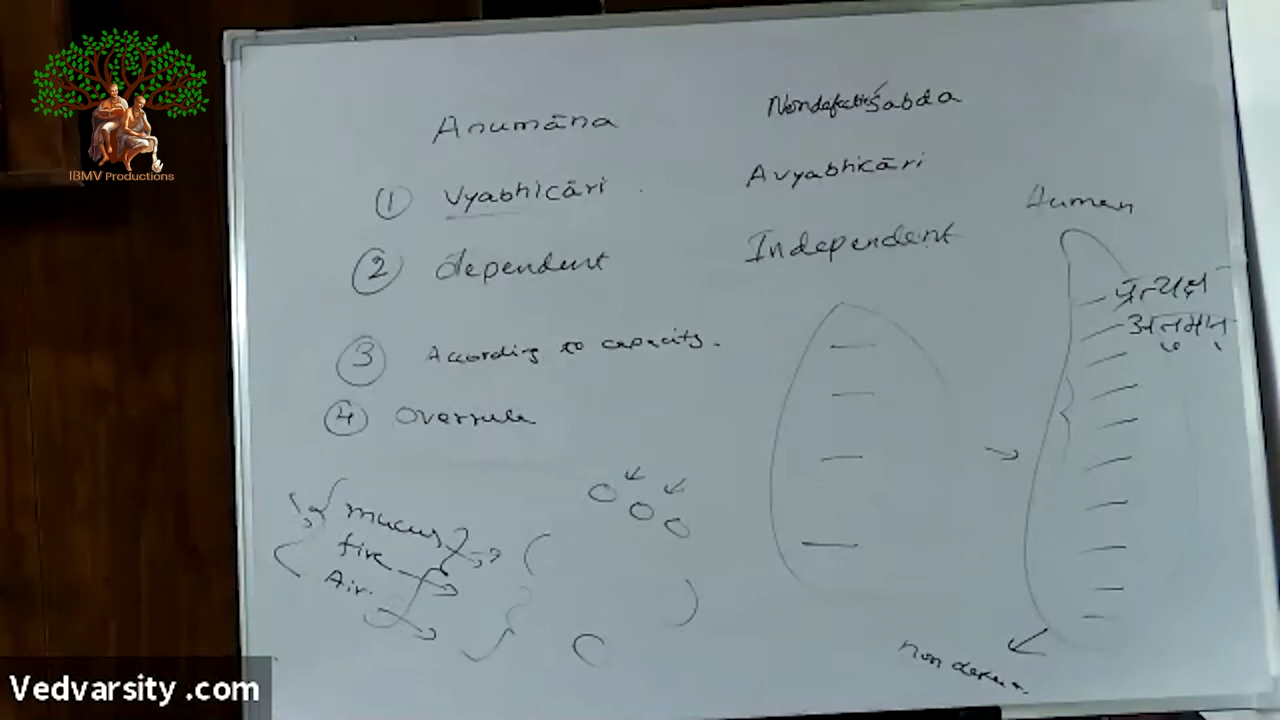 IBMV Productions
Anumāna
Nondefective śabda
① Vyabhicāri
Avyabhicāri
② dependent
Independent
③ According to capacity.
④ Overrule
Human
प्रत्यक्ष
अनुमान
mucus
fire
Air.
Vedvarsity .com